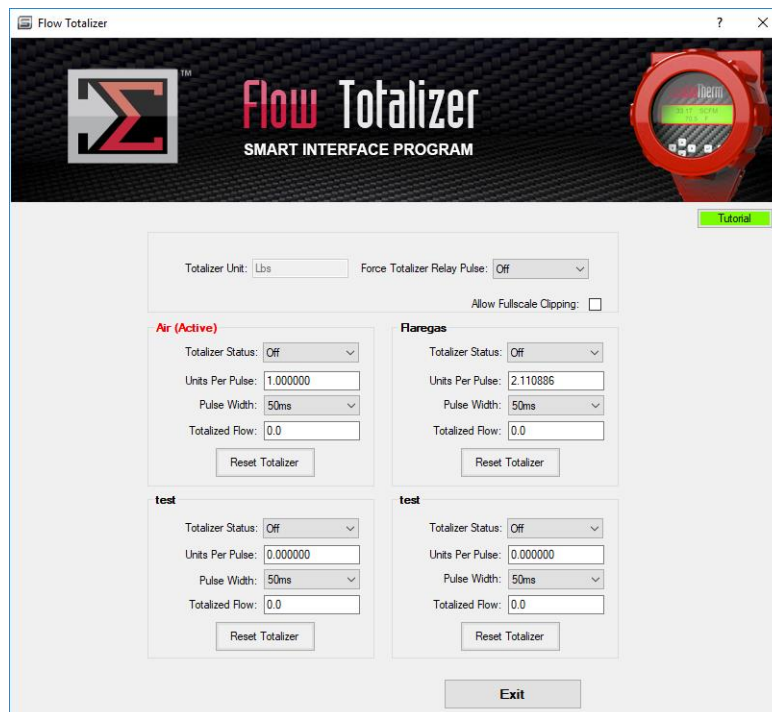 Flow Totalizer
? ×
TM
Flow Totalizer
SMART INTERFACE PROGRAM
Therm
SCFM
F
Tutorial
Totalizer Unit: Lbs Force Totalizer Relay Pulse: Off
Allow Fullscale Clipping:
Air (Active)
Totalizer Status: Off
Units Per Pulse: 1.000000
Pulse Width: 50ms
Totalized Flow: 0.0
Reset Totalizer
Flaregas
Totalizer Status: Off
Units Per Pulse: 2.110886
Pulse Width: 50ms
Totalized Flow: 0.0
Reset Totalizer
test
Totalizer Status: Off
Units Per Pulse: 0.000000
Pulse Width: 50ms
Totalized Flow: 0.0
Reset Totalizer
test
Totalizer Status: Off
Units Per Pulse: 0.000000
Pulse Width: 50ms
Totalized Flow: 0.0
Reset Totalizer
Exit